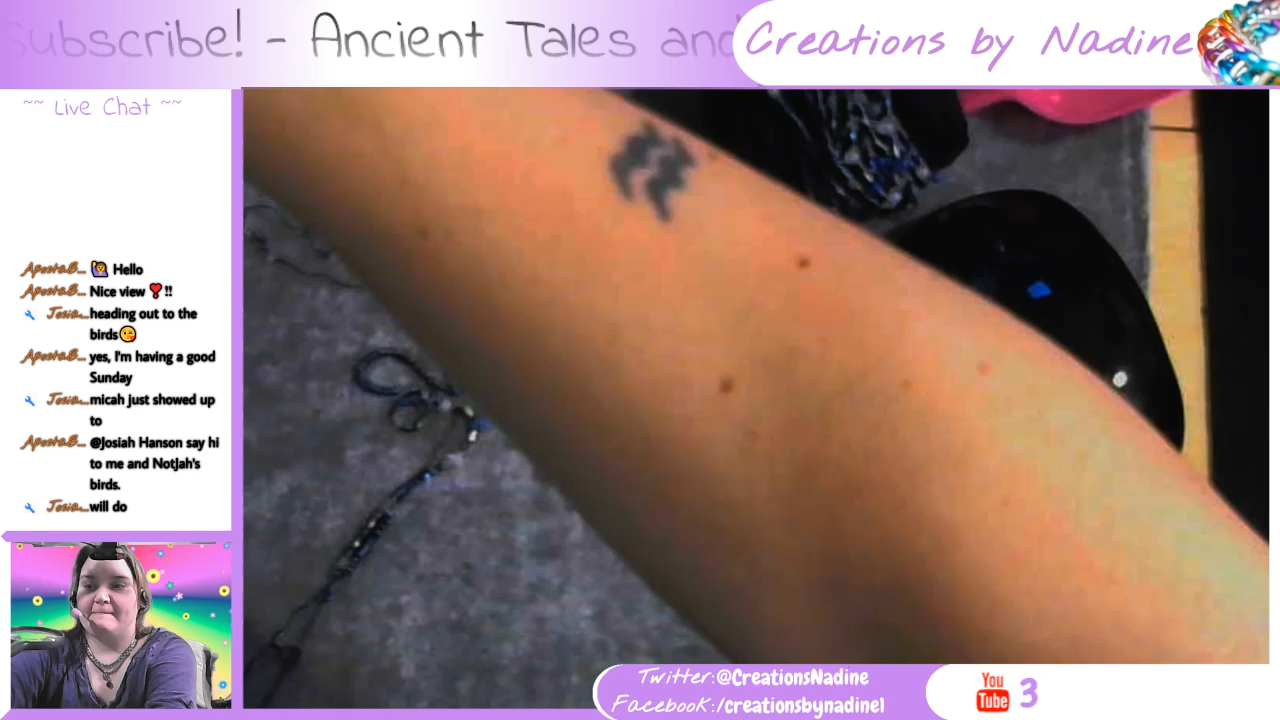 Subscribe! - Ancient Tales and
Creations by Nadine
~~ Live Chat ~~
Hello
Nice view !!
heading out to the
birds
yes, I'm having a good
Sunday
micah just showed up
to
@Josiah Hanson say hi
to me and NotJah's
birds.
will do
Twitter:@CreationsNadine
Facebook:/creationsbynadine1
You
Tube 3